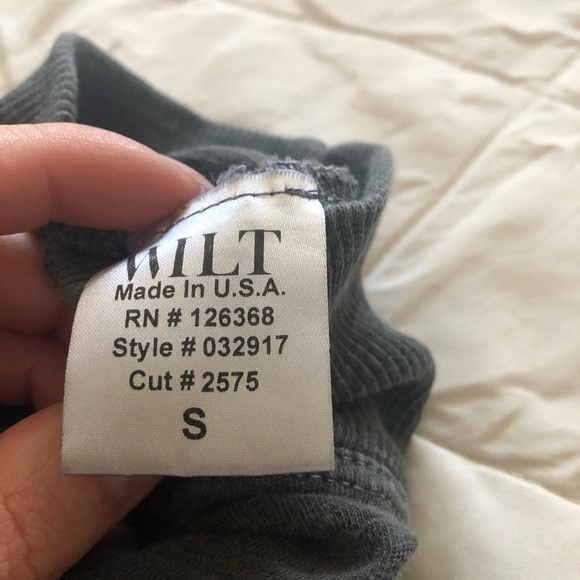 WILT
Made In U.S.A.
RN # 126368
Style # 032917
Cut # 2575
S